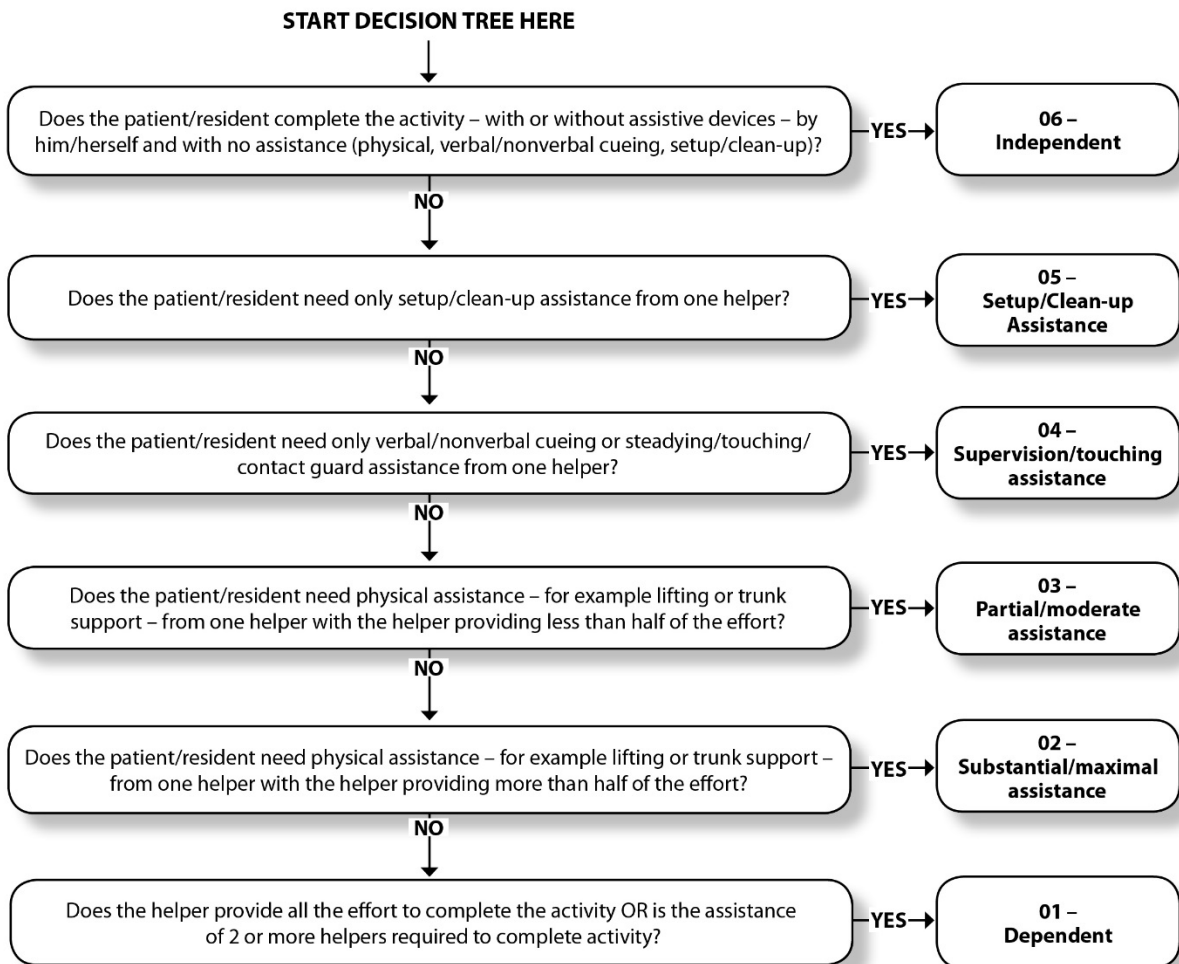 START DECISION TREE HERE
Does the patient/resident complete the activity – with or without assistive devices – by
him/herself and with no assistance (physical, verbal/nonverbal cueing, setup/clean-up)?
YES
06 –
Independent
NO
Does the patient/resident need only setup/clean-up assistance from one helper?
YES
05 –
Setup/Clean-up
Assistance
NO
Does the patient/resident need only verbal/nonverbal cueing or steadying/touching/
contact guard assistance from one helper?
YES
04 –
Supervision/touching
assistance
NO
Does the patient/resident need physical assistance – for example lifting or trunk
support – from one helper with the helper providing less than half of the effort?
YES
03 –
Partial/moderate
assistance
NO
Does the patient/resident need physical assistance – for example lifting or trunk support –
from one helper with the helper providing more than half of the effort?
YES
02 –
Substantial/maximal
assistance
NO
Does the helper provide all the effort to complete the activity OR is the assistance
of 2 or more helpers required to complete activity?
YES
01 –
Dependent